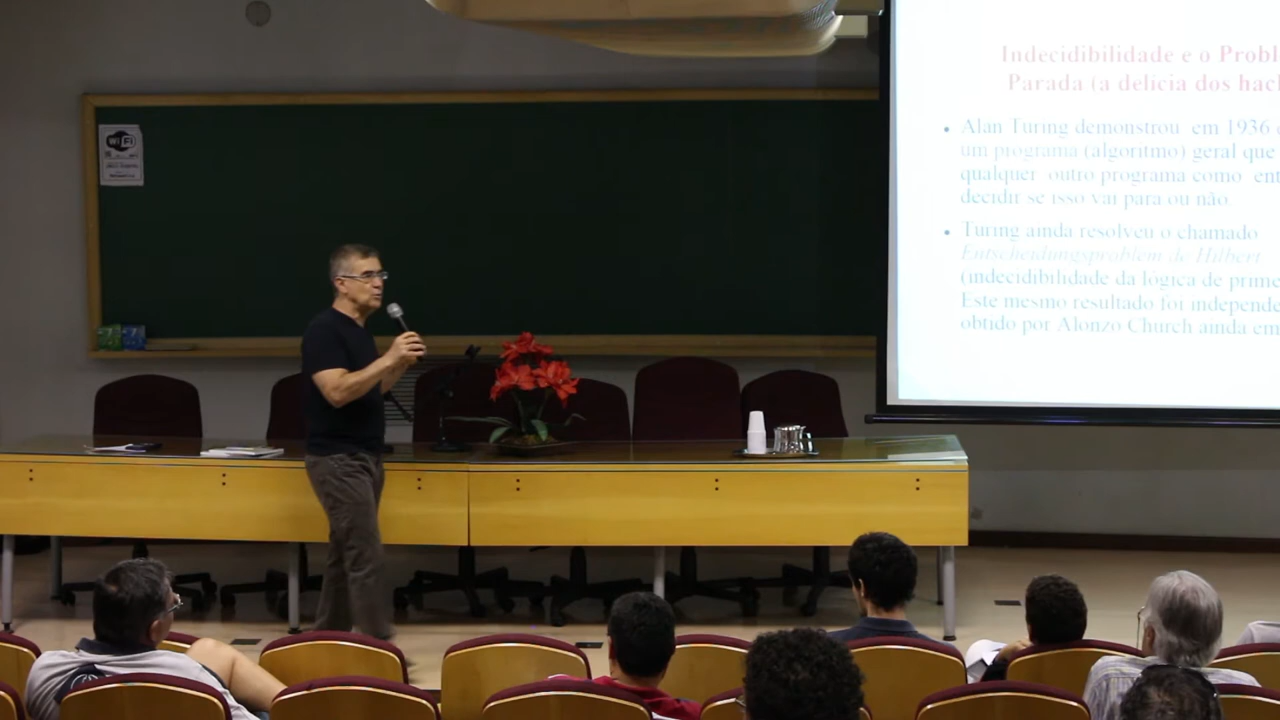 WiFi
Indecidibilidade e o Probl
Parada (a delícia dos hac
• Alan Turing demonstrou em 1936
um programa (algoritmo) geral que
qualquer outro programa como ent
decidir se isso vai para ou não
• Turing ainda resolveu o chamado
Entscheidungsproblem de Hilbert
(indecidibilidade da lógica de prime
Este mesmo resultado foi independe
obtido por Alonzo Church ainda em